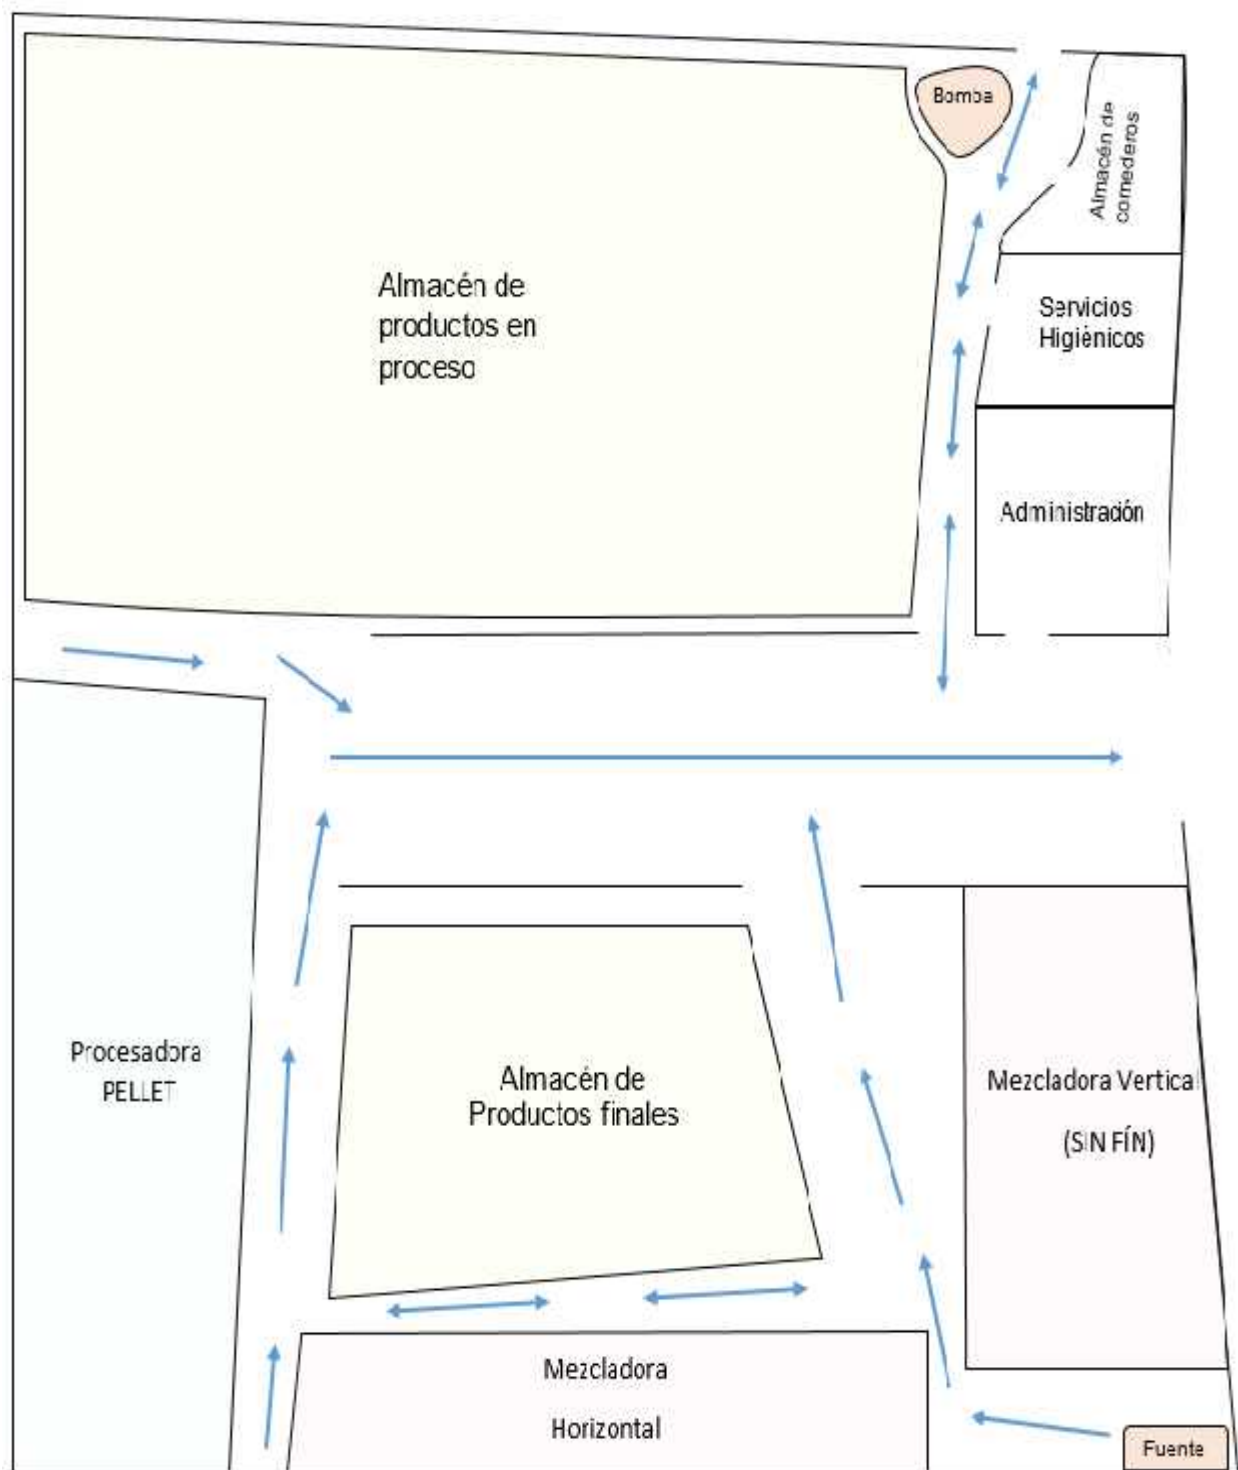 Bomba
Almacén de
comederos
Almacén de
productos en
proceso
Servicios
Higiénicos
Administración
Procesadora
PELLET
Almacén de
Productos finales
Mezcladora Vertical
(SIN FÍN)
Mezcladora
Horizontal
Fuente